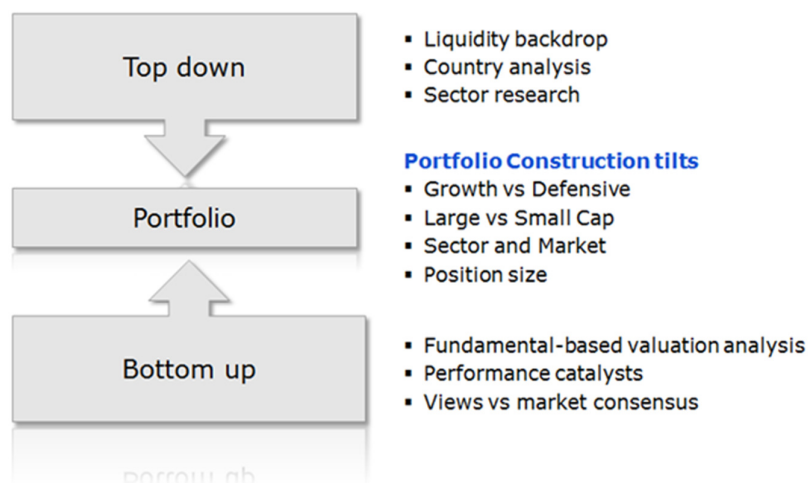 Top down
▪ Liquidity backdrop
▪ Country analysis
▪ Sector research
Portfolio
Portfolio Construction tilts
▪ Growth vs Defensive
▪ Large vs Small Cap
▪ Sector and Market
▪ Position size
Bottom up
▪ Fundamental-based valuation analysis
▪ Performance catalysts
▪ Views vs market consensus